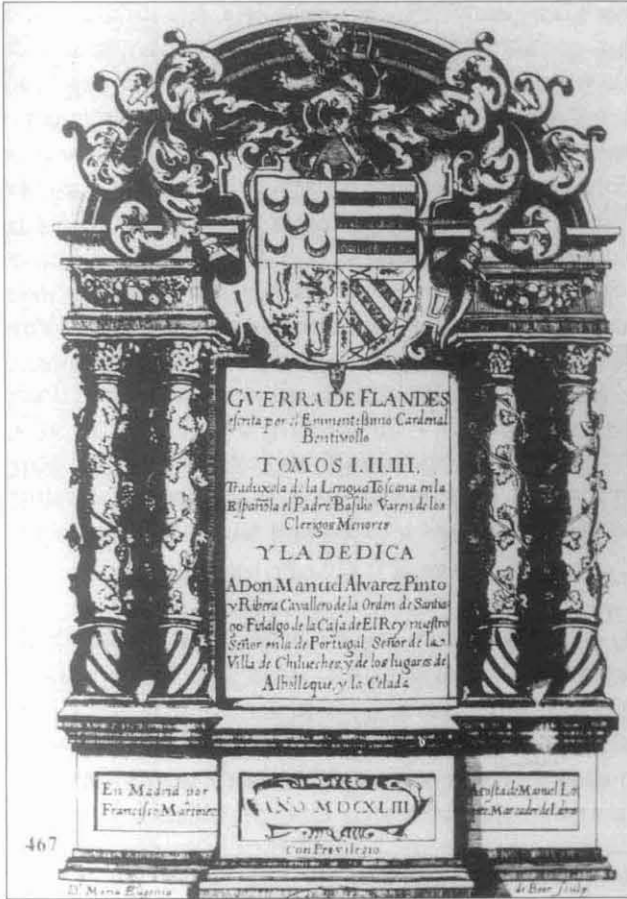 GVERRA DE FLANDES
escrita por el Eminentissimo Cardenal
Bentivollo
TOMOS I. II. III.
Traduxola de la Lengua Toscana en la
Española el Padre Basilio Varen de los
Clerigos Menores
Y LA DEDICA
A Don Manuel Alvarez Pinto
y Ribera Cavallero de la Orden de Santia
go Fidalgo de la Casa de El Rey nuestro
Señor en la de Portugal, Señor de la
Villa de Chilueches, y de los lugares de
Albolleque, y la Celada
En Madrid por
Francisco Martinez
AÑO MDCXLIII
Con Previlegio
Acosta de Manuel Lo
Mercader de Libro
467
Dª Maria Eugenia
de Beer sculp.